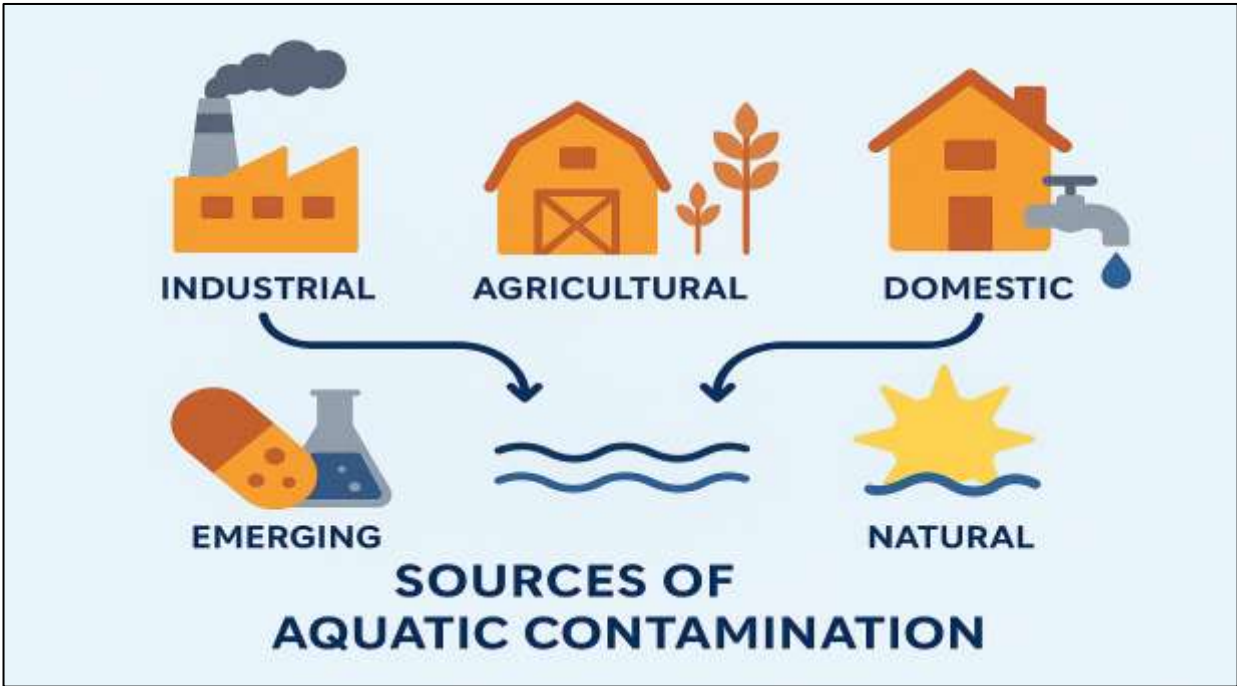 INDUSTRIAL
AGRICULTURAL
DOMESTIC
EMERGING
NATURAL
SOURCES OF
AQUATIC CONTAMINATION